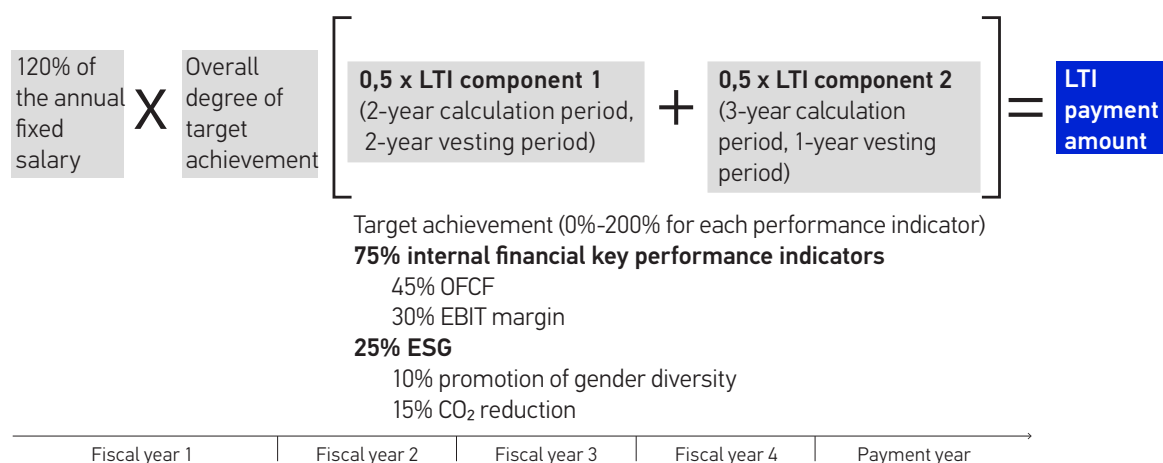 120% of
the annual
fixed
salary
X
Overall
degree of
target
achievement
[
0,5 x LTI component 1
(2-year calculation period,
2-year vesting period)
+
0,5 x LTI component 2
(3-year calculation
period, 1-year vesting
period)
]
=
LTI
payment
amount
Target achievement (0%-200% for each performance indicator)
75% internal financial key performance indicators
45% OFCF
30% EBIT margin
25% ESG
10% promotion of gender diversity
15% CO₂ reduction
Fiscal year 1
Fiscal year 2
Fiscal year 3
Fiscal year 4
Payment year